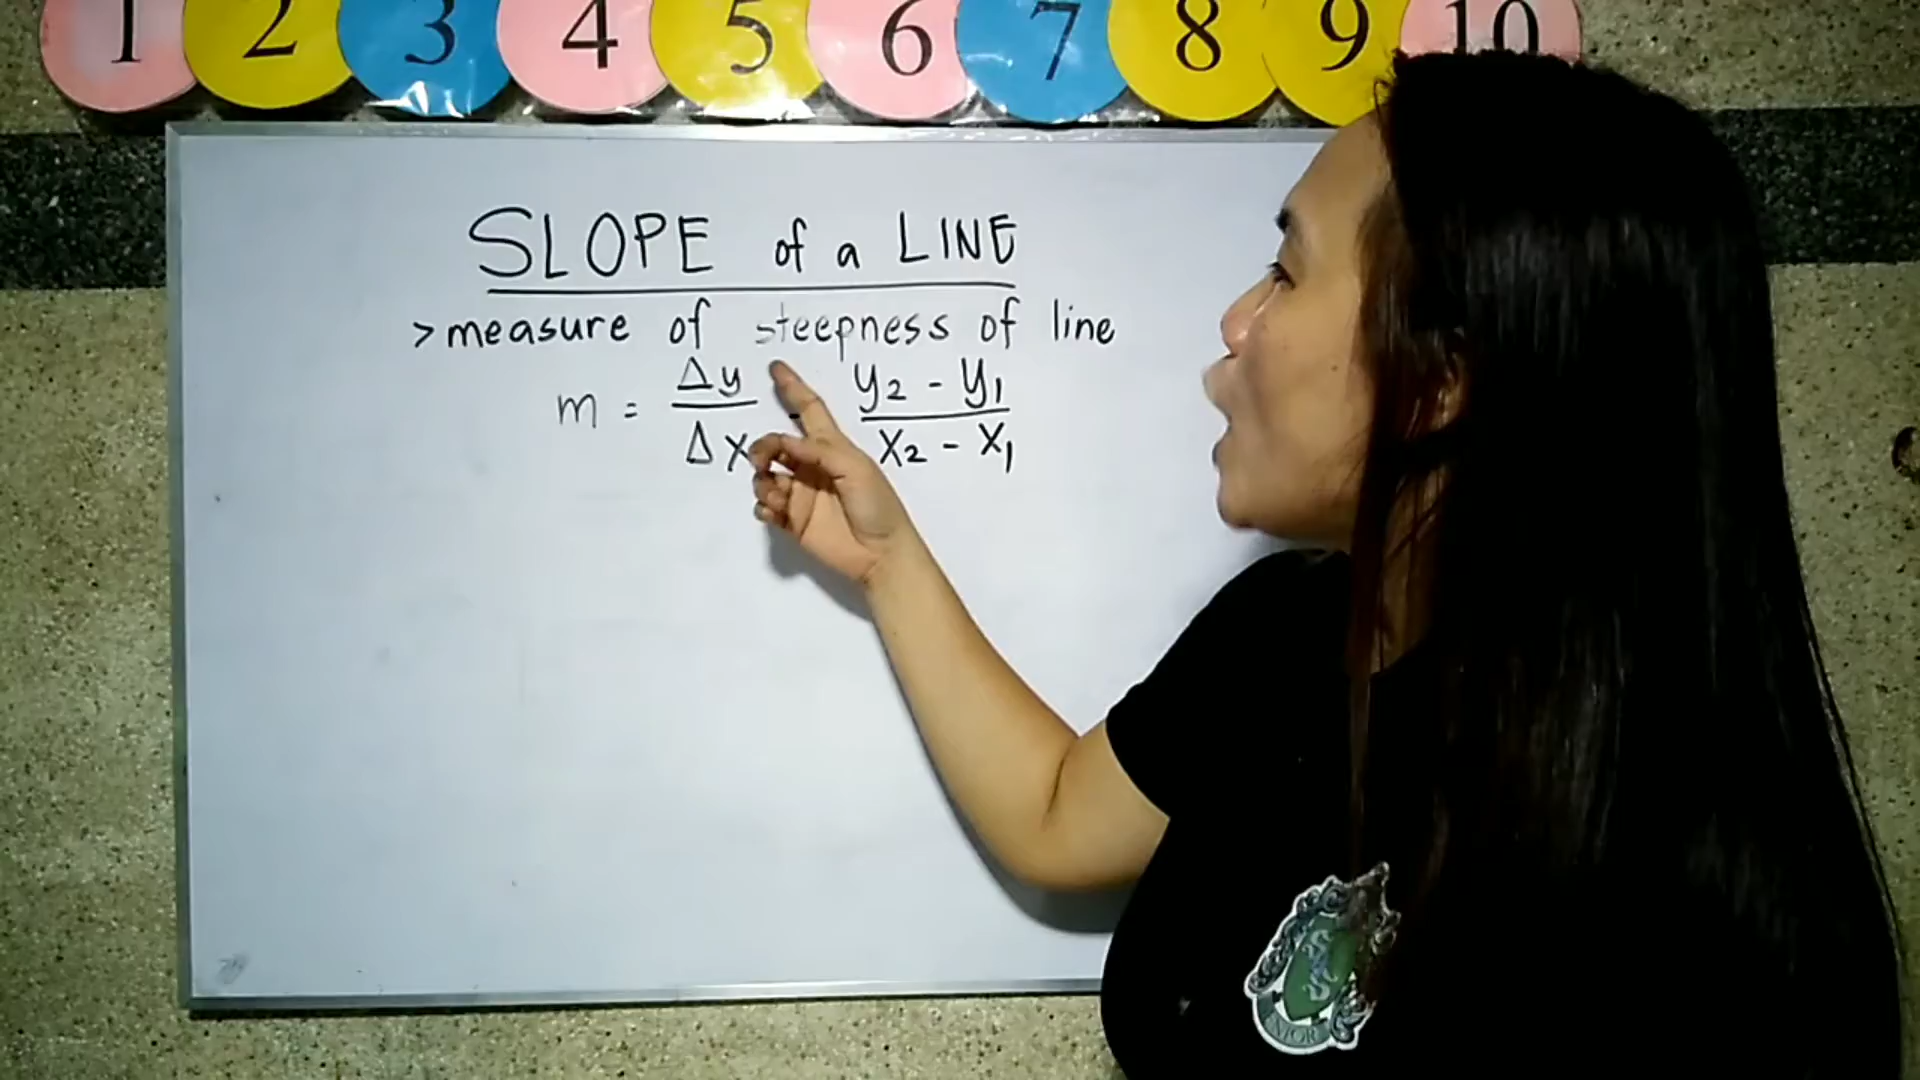 1 2 3 4 5 6 7 8 9 10
SLOPE of a LINE
> measure of steepness of line
m = Δy / Δx = y₂ - y₁ / x₂ - x₁